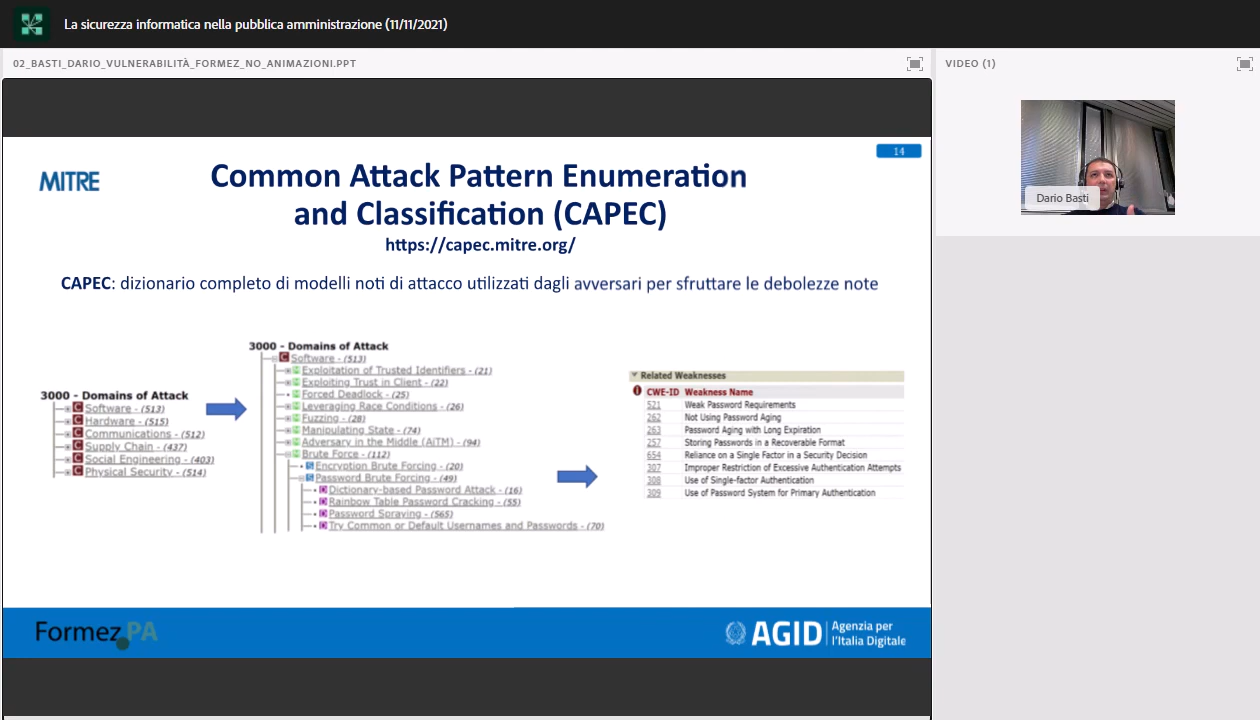 La sicurezza informatica nella pubblica amministrazione (11/11/2021)
02_BASTI_DARIO_VULNERABILITÀ_FORMEZ_NO_ANIMAZIONI.PPT
VIDEO (1)
14
MITRE
Common Attack Pattern Enumeration
and Classification (CAPEC)
https://capec.mitre.org/
CAPEC: dizionario completo di modelli noti di attacco utilizzati dagli avversari per sfruttare le debolezze note
3000 - Domains of Attack
Software - (513)
Hardware - (515)
Communications - (512)
Supply Chain - (437)
Social Engineering - (403)
Physical Security - (514)
3000 - Domains of Attack
Software - (513)
Exploitation of Trusted Identifiers - (21)
Exploiting Trust in Client - (22)
Forced Deadlock - (25)
Leveraging Race Conditions - (26)
Fuzzing - (28)
Manipulating State - (74)
Adversary in the Middle (AiTM) - (94)
Brute Force - (112)
Encryption Brute Forcing - (20)
Password Brute Forcing - (49)
Dictionary-based Password Attack - (16)
Rainbow Table Password Cracking - (55)
Password Spraying - (565)
Try Common or Default Usernames and Passwords - (70)
Related Weaknesses
CWE-ID Weakness Name
521 Weak Password Requirements
262 Not Using Password Aging
263 Password Aging with Long Expiration
257 Storing Passwords in a Recoverable Format
654 Reliance on a Single Factor in a Security Decision
307 Improper Restriction of Excessive Authentication Attempts
308 Use of Single-factor Authentication
309 Use of Password System for Primary Authentication
Dario Basti
Formez PA
AGID Agenzia per
l'Italia Digitale